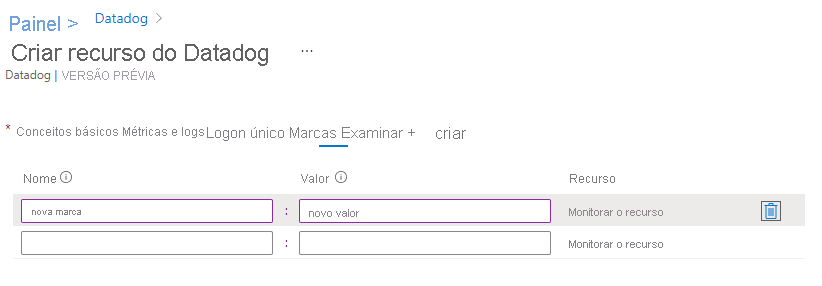 Painel > Datadog >
Criar recurso do Datadog ...
Datadog | VERSÃO PRÉVIA
* Conceitos básicos Métricas e logs Logon único Marcas Examinar + criar
Nome Valor Recurso
nova marca : novo valor Monitorar o recurso
: Monitorar o recurso